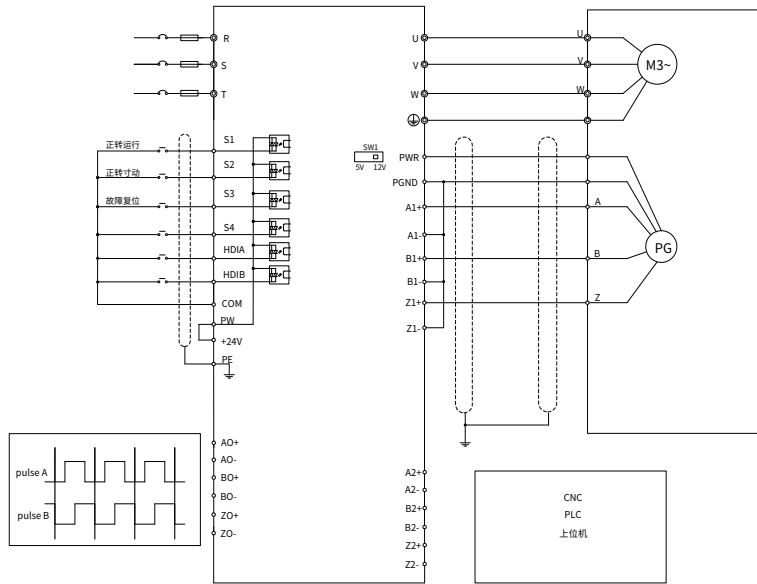 R
S
T
正转运行
S1
正转寸动
S2
故障复位
S3
S4
HDIA
HDIB
COM
PW
+24V
PE
U
V
W
SW1
5V 12V
PWR
PGND
A1+
A1-
B1+
B1-
Z1+
Z1-
U
V
W
M3~
A
B
Z
PG
pulse A
pulse B
AO+
AO-
BO+
BO-
ZO+
ZO-
A2+
A2-
B2+
B2-
Z2+
Z2-
CNC
PLC
上位机